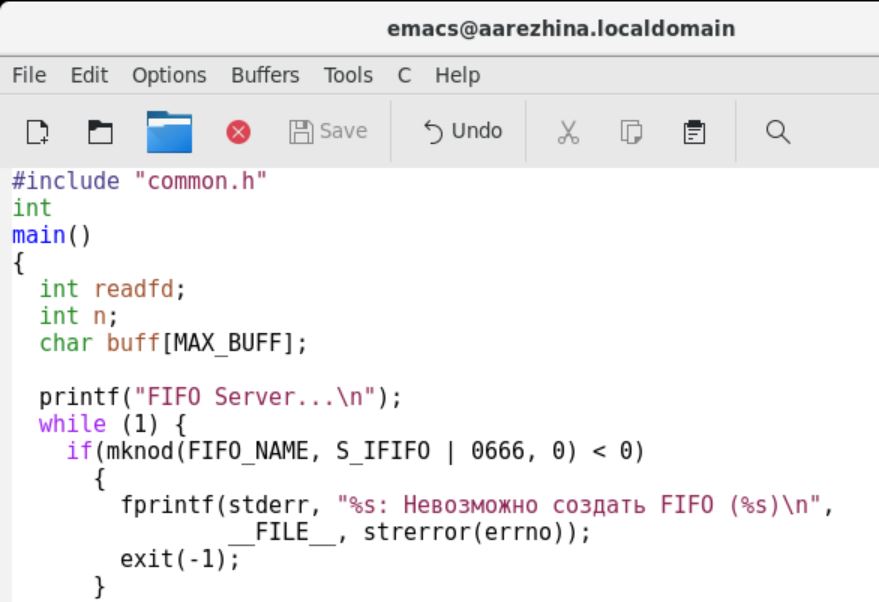 emacs@aarezhina.localdomain
File Edit Options Buffers Tools C Help
Save Undo
#include "common.h"
int
main()
{
  int readfd;
  int n;
  char buff[MAX_BUFF];

  printf("FIFO Server...\n");
  while (1) {
    if(mknod(FIFO_NAME, S_IFIFO | 0666, 0) < 0)
      {
        fprintf(stderr, "%s: Невозможно создать FIFO (%s)\n",
                __FILE__, strerror(errno));
        exit(-1);
      }